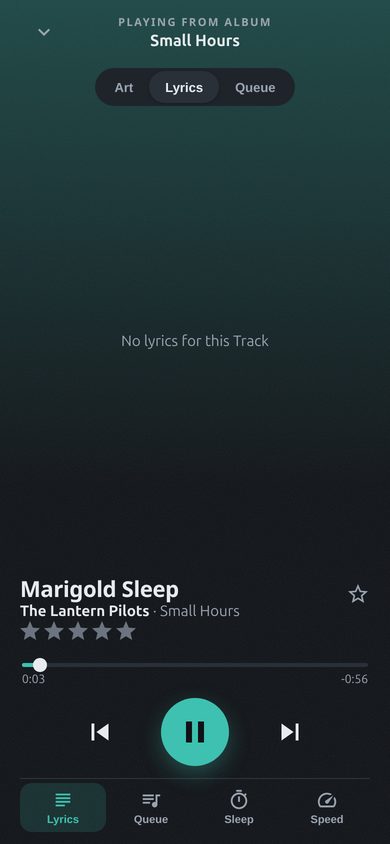 PLAYING FROM ALBUM
Small Hours
Art Lyrics Queue
No lyrics for this Track
Marigold Sleep
The Lantern Pilots · Small Hours
0:03 -0:56
Lyrics Queue Sleep Speed